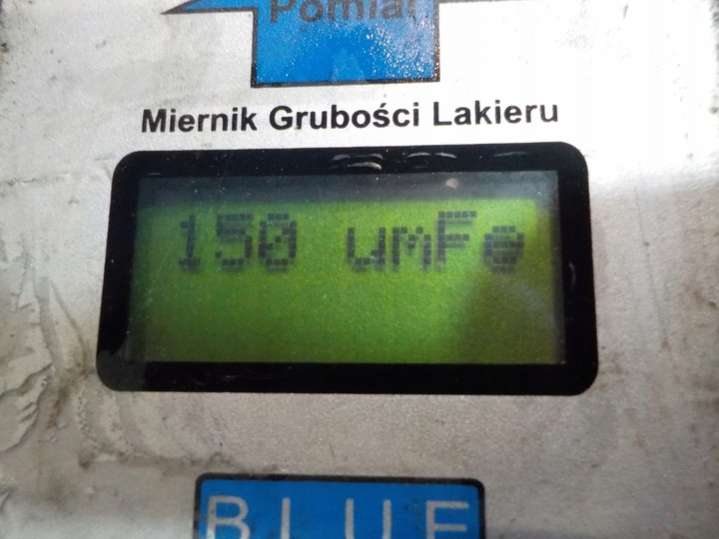 Pomiar
Miernik Grubości Lakieru
150 umFe
BLUE